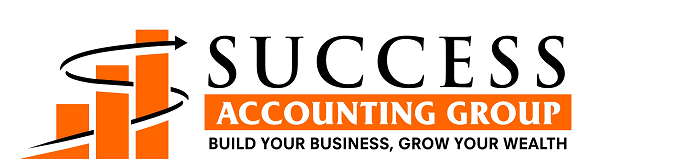 SUCCESS
ACCOUNTING GROUP
BUILD YOUR BUSINESS, GROW YOUR WEALTH